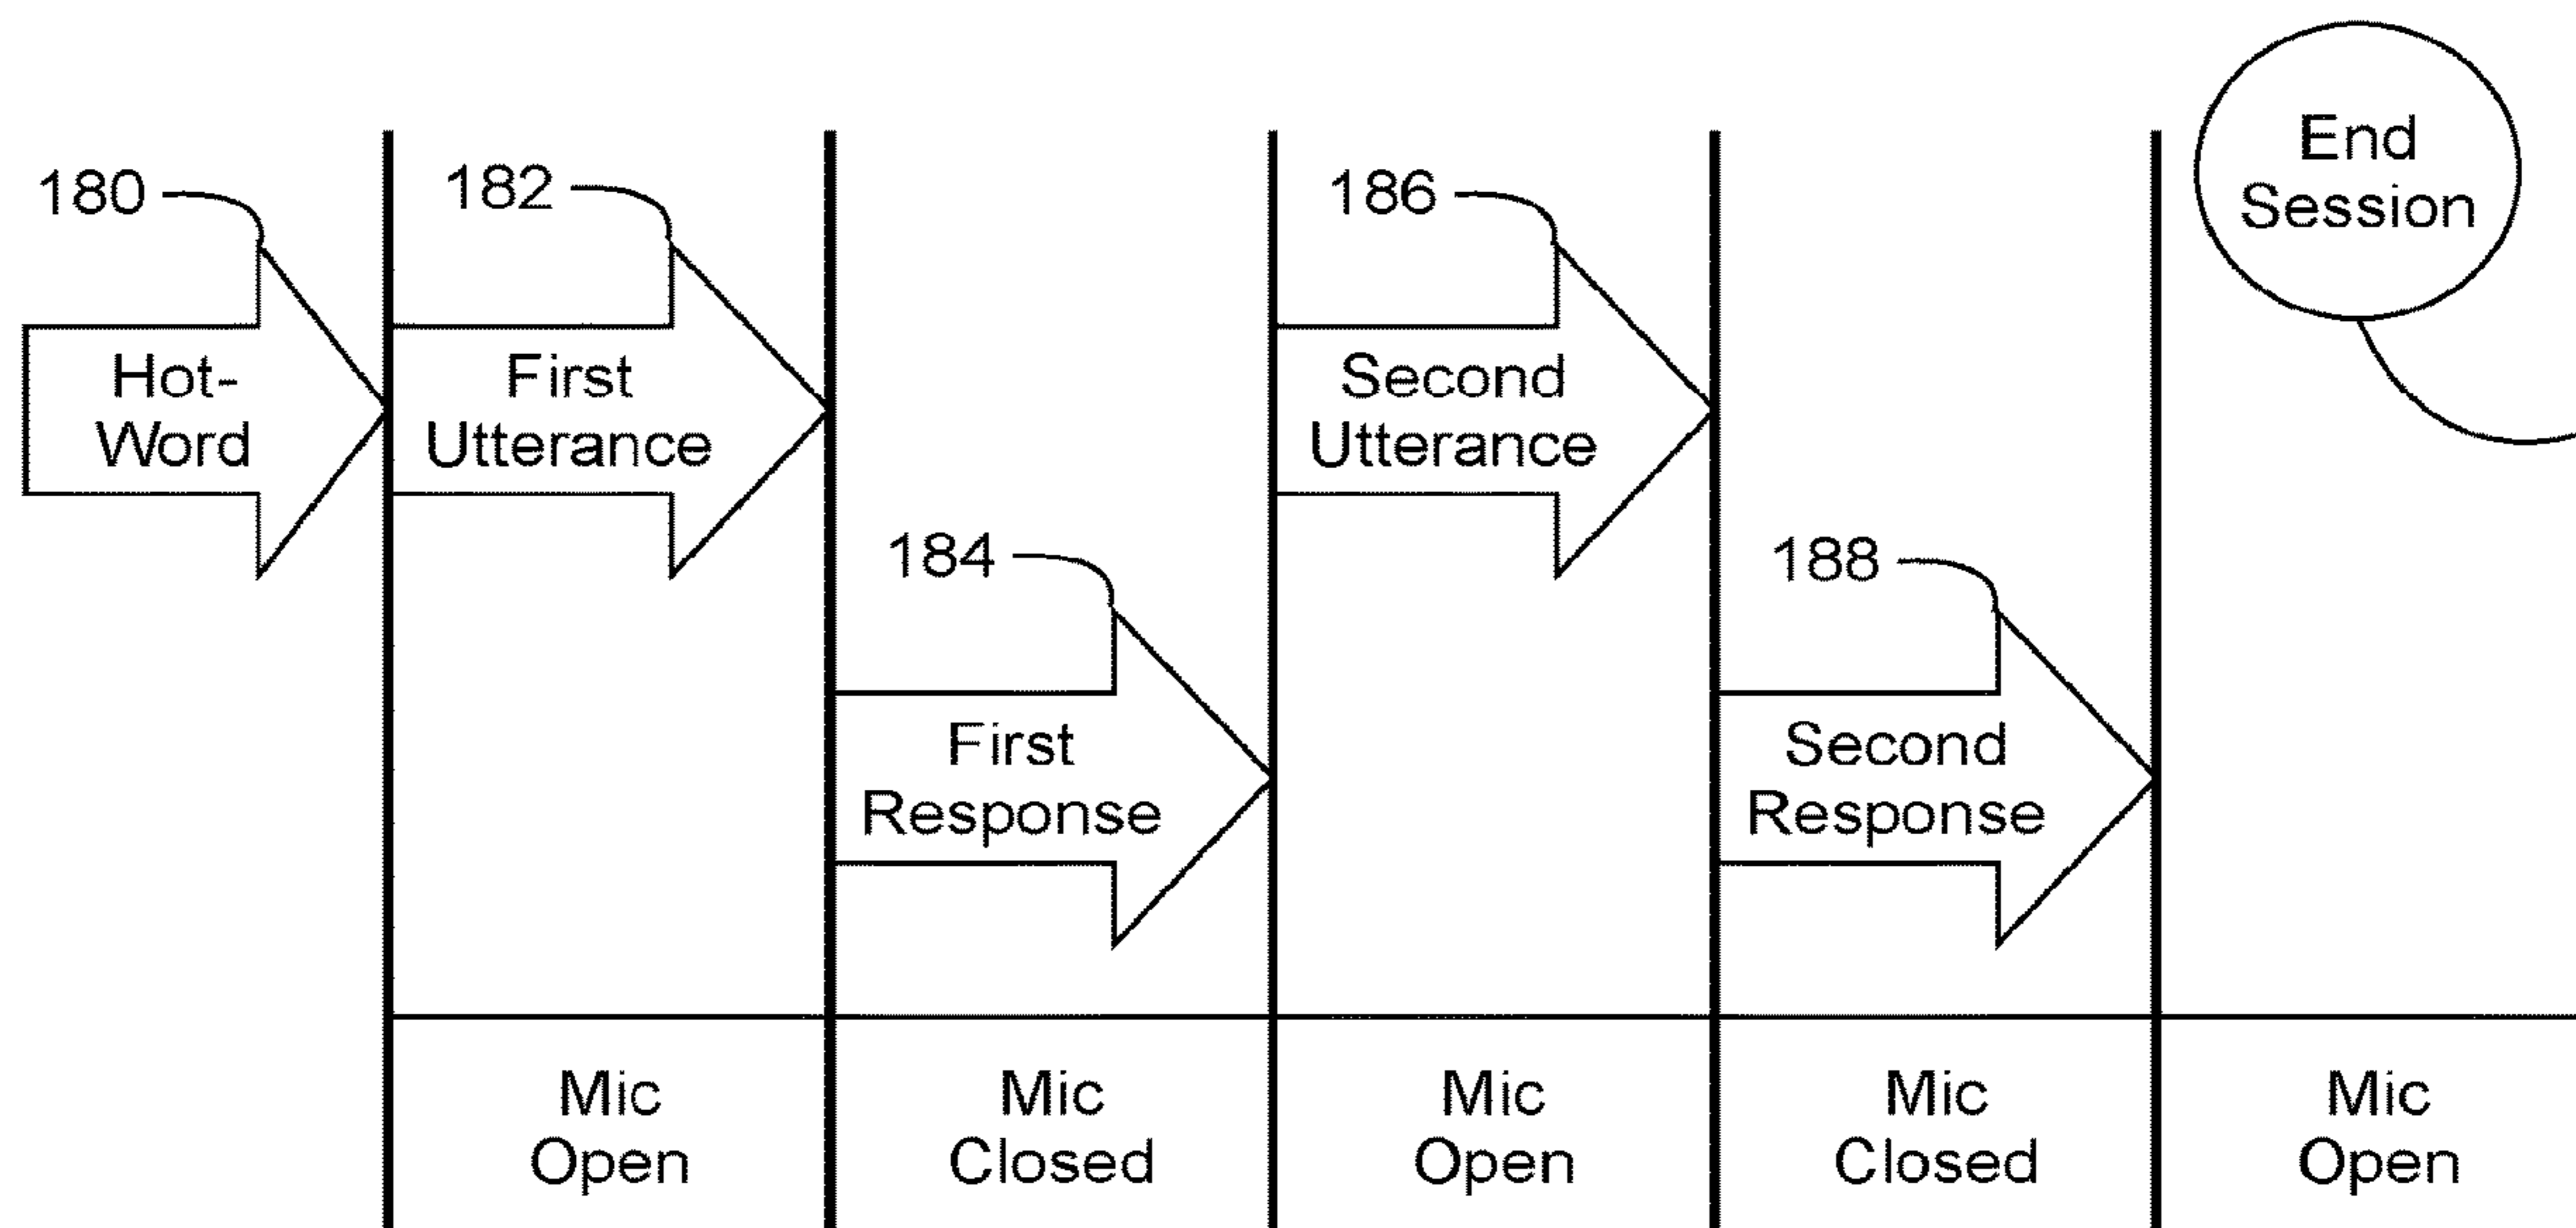 End
Session
180
182
186
Hot-
Word
First
Utterance
Second
Utterance
184
188
First
Response
Second
Response
Mic
Open
Mic
Closed
Mic
Open
Mic
Closed
Mic
Open